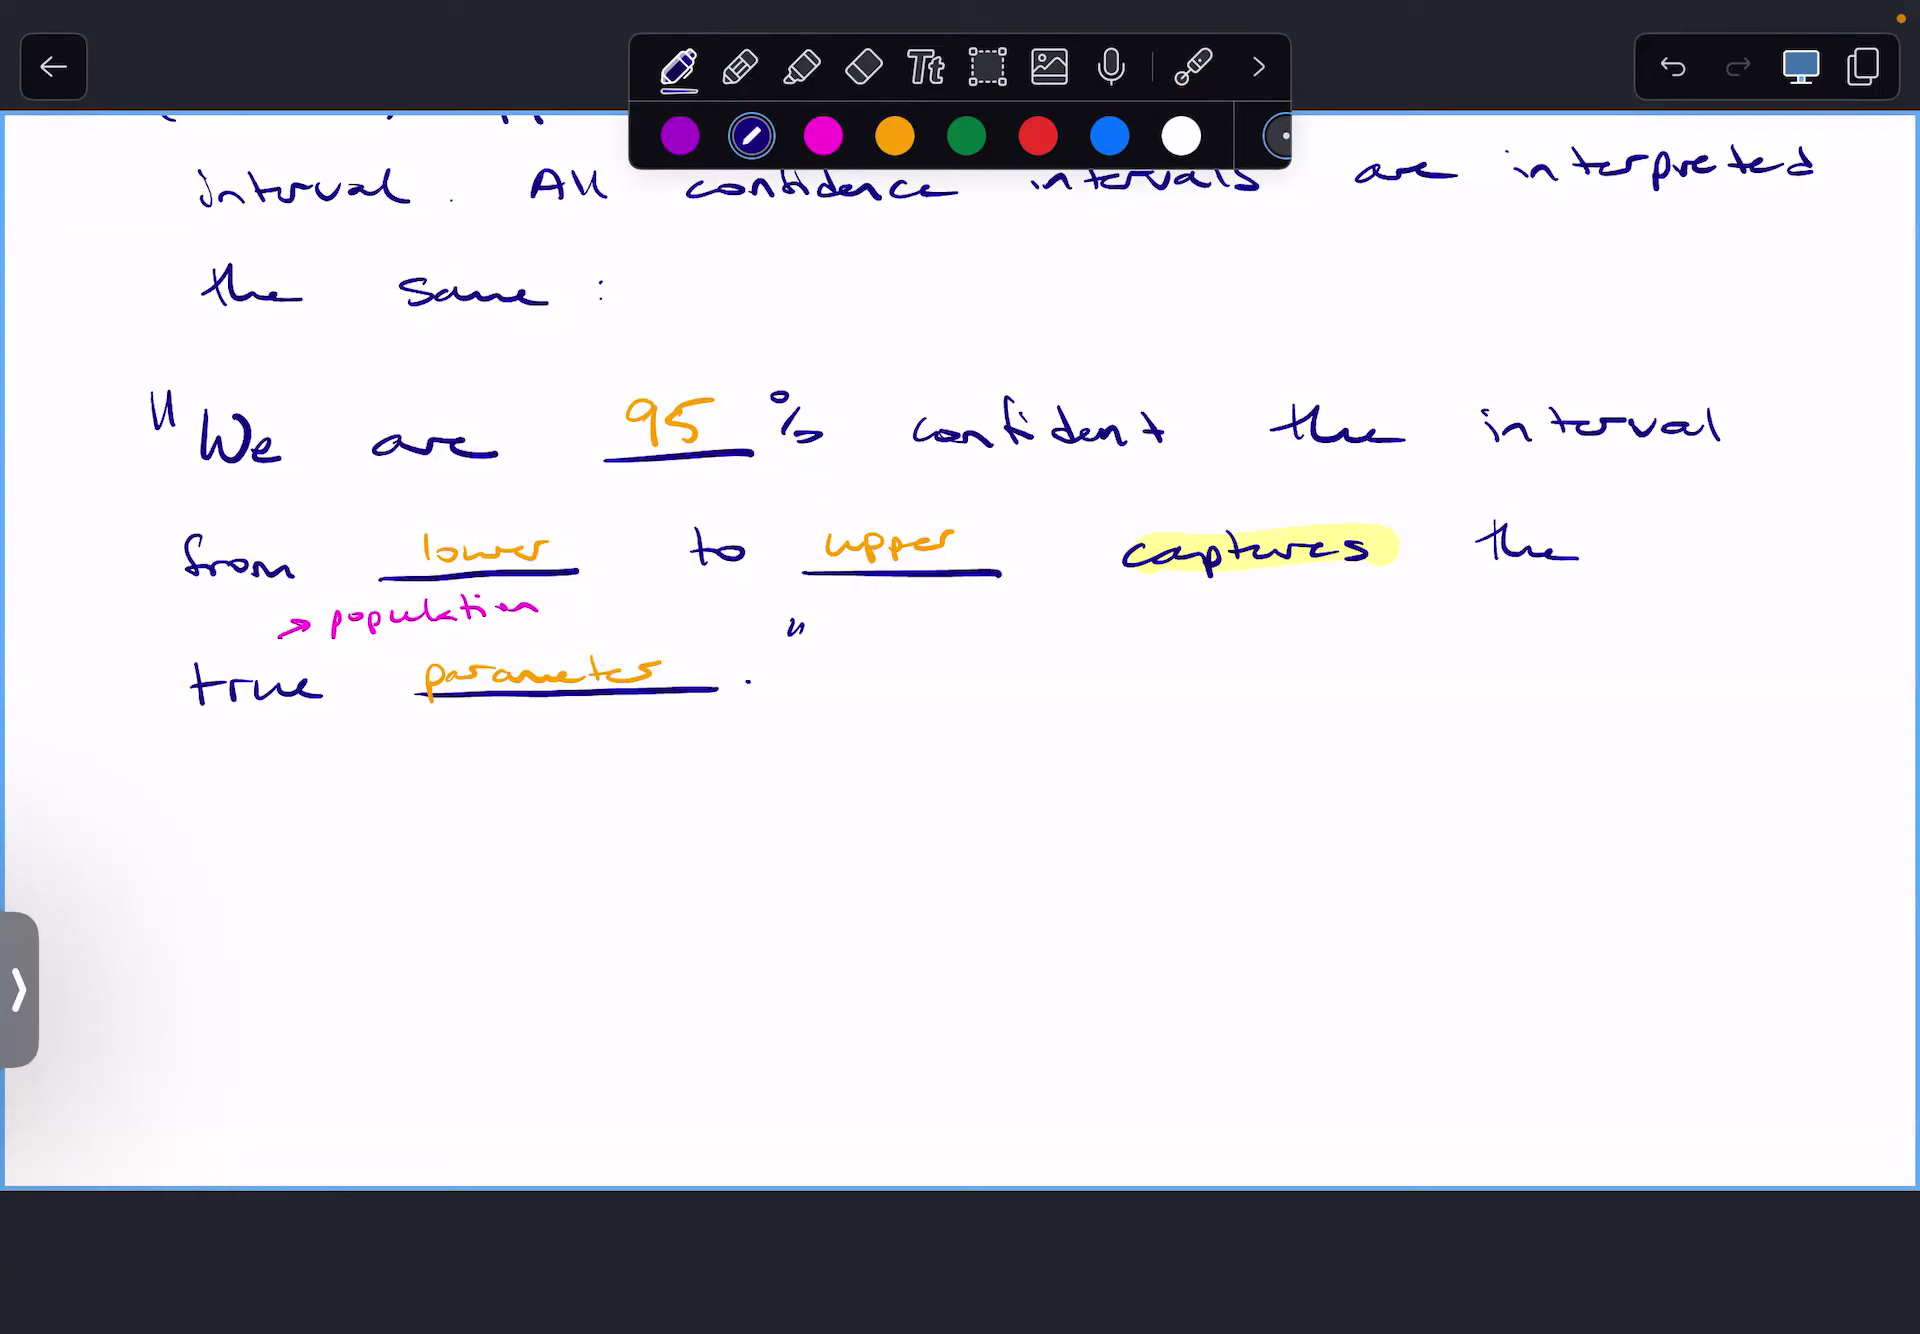 Tt
interval. All confidence intervals are interpreted
the same :
"We are 95 % confident the interval
from lower to upper captures the
→ population
true parameter ."